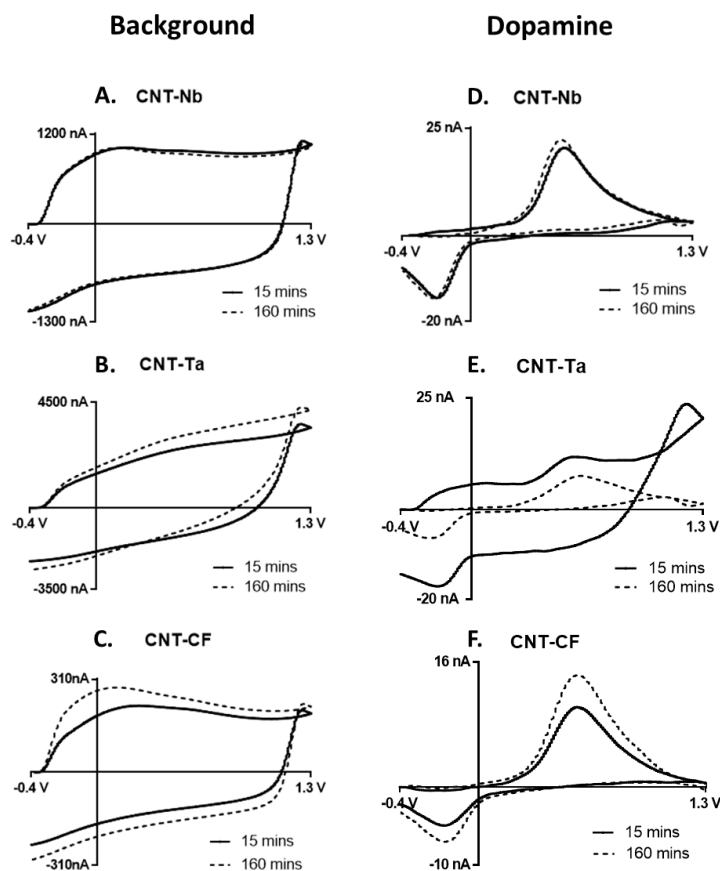 Background
Dopamine
A. CNT-Nb
1200 nA
-0.4 V
1.3 V
15 mins
160 mins
-1300 nA
D. CNT-Nb
25 nA
-0.4 V
1.3 V
15 mins
160 mins
-20 nA
B. CNT-Ta
4500 nA
-0.4 V
1.3 V
15 mins
160 mins
-3500 nA
E. CNT-Ta
25 nA
-0.4 V
1.3 V
15 mins
160 mins
-20 nA
C. CNT-CF
310nA
-0.4 V
1.3 V
15 mins
160 mins
-310nA
F. CNT-CF
16 nA
-0.4 V
1.3 V
15 mins
160 mins
-10 nA